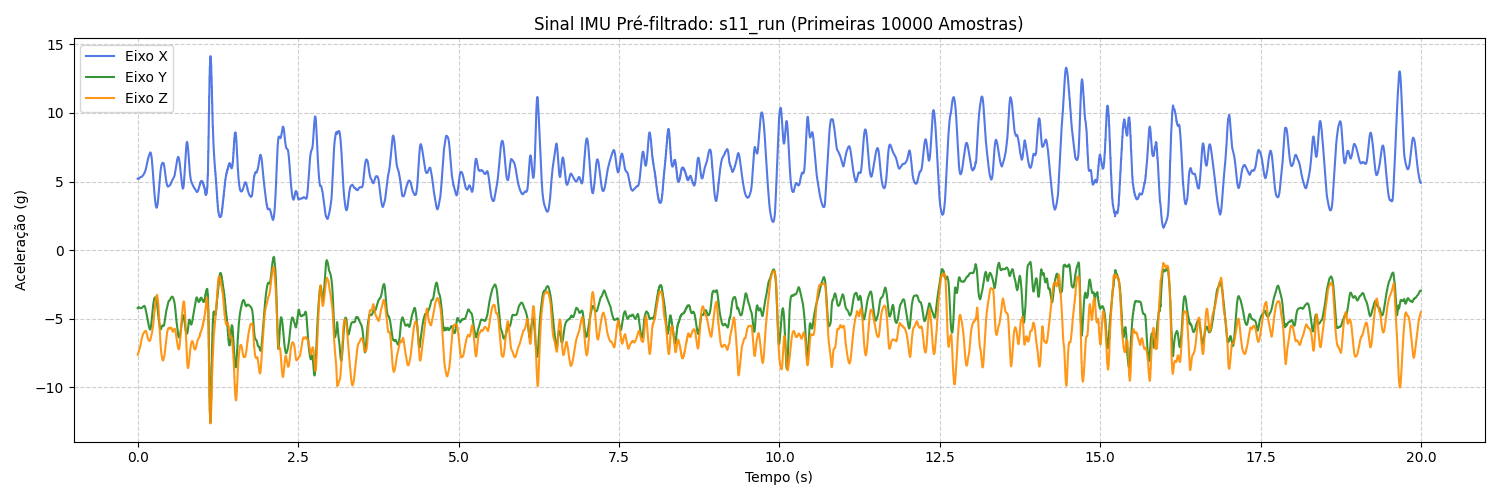 Sinal IMU Pré-filtrado: s11_run (Primeiras 10000 Amostras)
Eixo X
Eixo Y
Eixo Z
Aceleração (g)
15
10
5
0
−5
−10
0.0 2.5 5.0 7.5 10.0 12.5 15.0 17.5 20.0
Tempo (s)